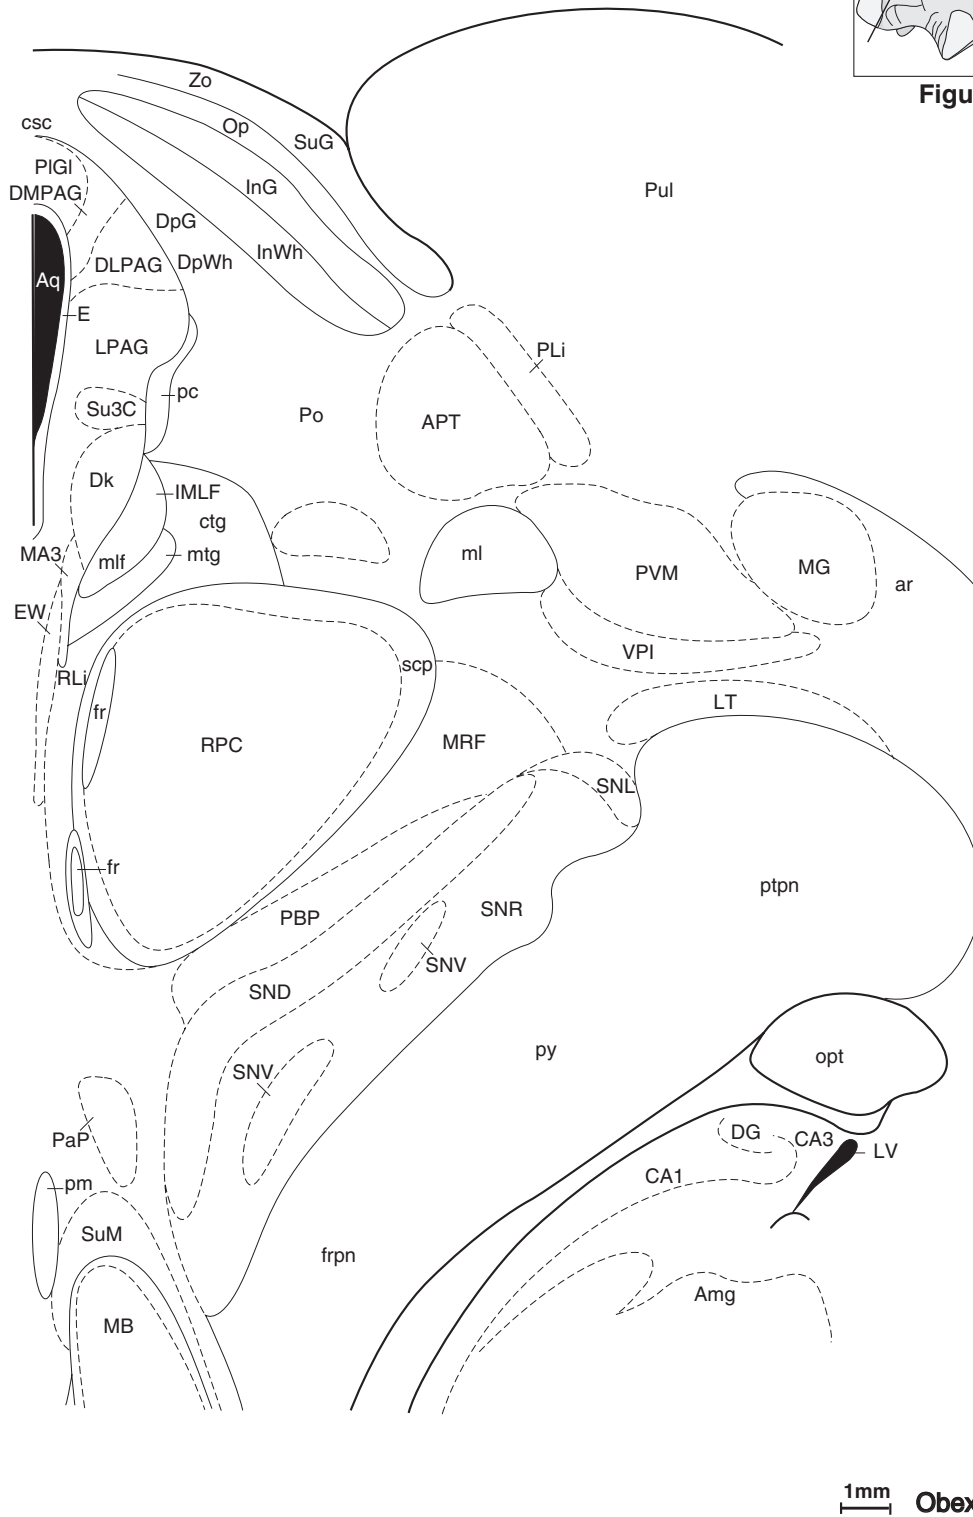 Figu
Zo
csc
Op
SuG
PlGl
DMPAG
InG
Pul
DpG
InWh
DLPAG
DpWh
Aq
E
LPAG
PLi
pc
Su3C
Po
APT
Dk
IMLF
ctg
MA3
mlf
mtg
ml
PVM
MG
ar
EW
VPI
RLi
scp
fr
LT
RPC
MRF
SNL
fr
ptpn
PBP
SNR
SNV
SND
py
opt
SNV
PaP
DG
CA3
LV
pm
CA1
SuM
frpn
Amg
MB
1mm
Obex